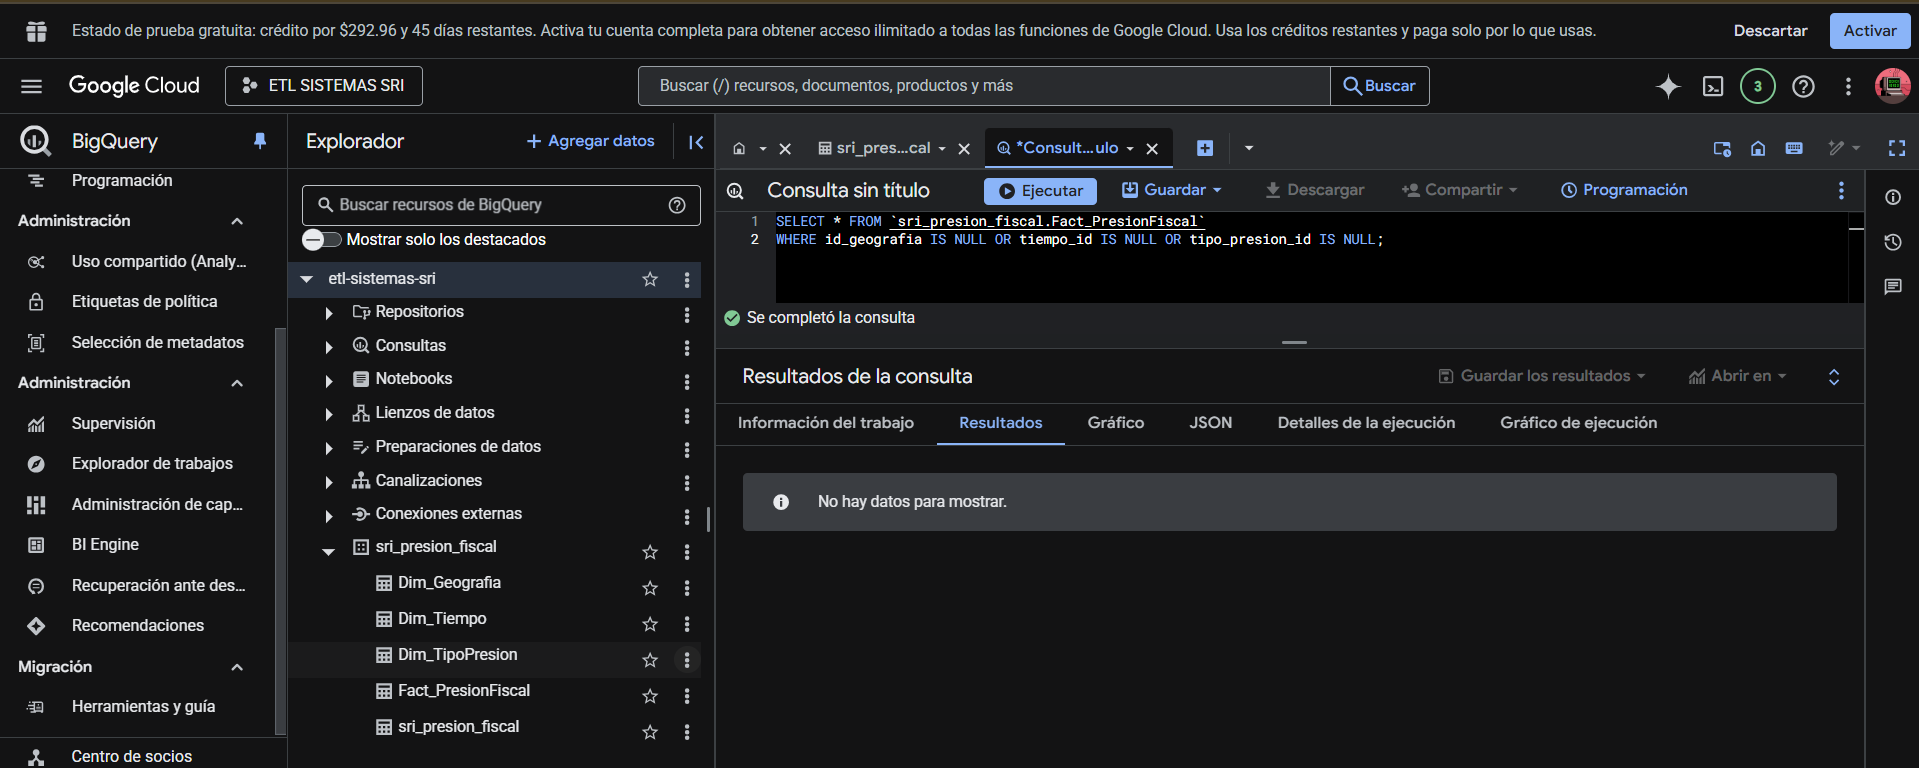 Estado de prueba gratuita: crédito por $292.96 y 45 días restantes. Activa tu cuenta completa para obtener acceso ilimitado a todas las funciones de Google Cloud. Usa los créditos restantes y paga solo por lo que usas.
Descartar
Activar
Google Cloud
ETL SISTEMAS SRI
Buscar (/) recursos, documentos, productos y más
Buscar
3
BigQuery
Programación
Administración
Uso compartido (Analy...
Etiquetas de política
Selección de metadatos
Administración
Supervisión
Explorador de trabajos
Administración de cap...
BI Engine
Recuperación ante des...
Recomendaciones
Migración
Herramientas y guía
Centro de socios
Explorador
+ Agregar datos
Buscar recursos de BigQuery
Mostrar solo los destacados
etl-sistemas-sri
Repositorios
Consultas
Notebooks
Lienzos de datos
Preparaciones de datos
Canalizaciones
Conexiones externas
sri_presion_fiscal
Dim_Geografia
Dim_Tiempo
Dim_TipoPresion
Fact_PresionFiscal
sri_presion_fiscal
sri_pres...cal
*Consult...ulo
Consulta sin título
Ejecutar
Guardar
Descargar
Compartir
Programación
1 SELECT * FROM `sri_presion_fiscal.Fact_PresionFiscal`
2 WHERE id_geografia IS NULL OR tiempo_id IS NULL OR tipo_presion_id IS NULL;
Se completó la consulta
Resultados de la consulta
Guardar los resultados
Abrir en
Información del trabajo
Resultados
Gráfico
JSON
Detalles de la ejecución
Gráfico de ejecución
No hay datos para mostrar.